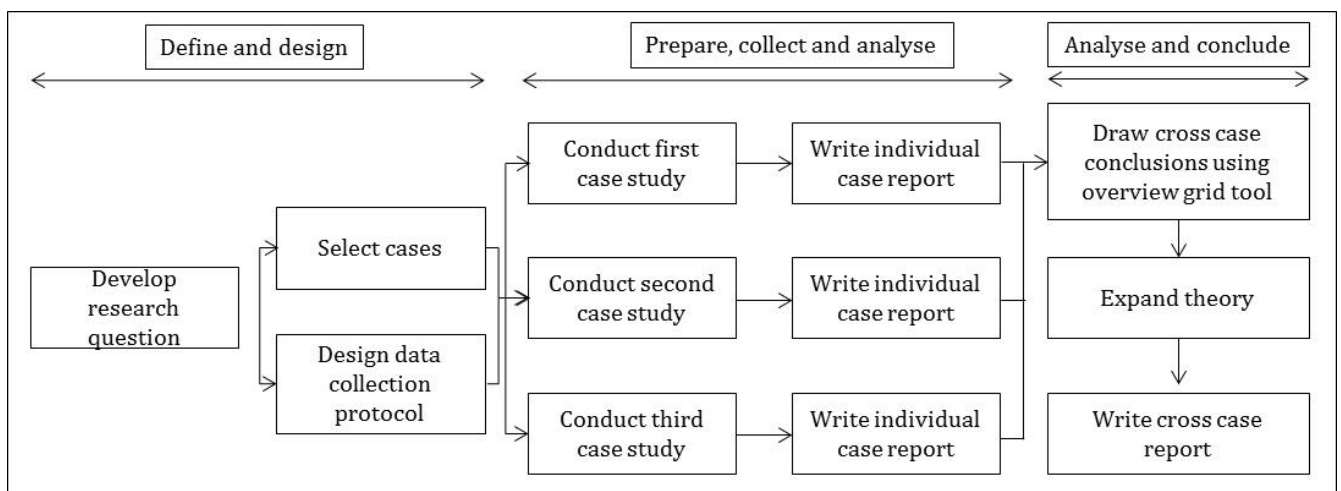 Define and design
Prepare, collect and analyse
Analyse and conclude
Develop
research
question
Select cases
Design data
collection
protocol
Conduct first
case study
Write individual
case report
Conduct second
case study
Write individual
case report
Conduct third
case study
Write individual
case report
Draw cross case
conclusions using
overview grid tool
Expand theory
Write cross case
report